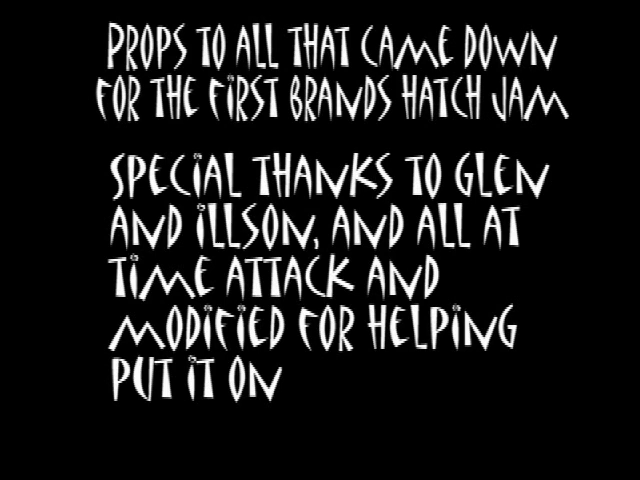 PROPS TO ALL THAT CAME DOWN
FOR THE FIRST BRANDS HATCH JAM
SPECIAL THANKS TO GLEN
AND ILLSON, AND ALL AT
TIME ATTACK AND
MODIFIED FOR HELPING
PUT IT ON